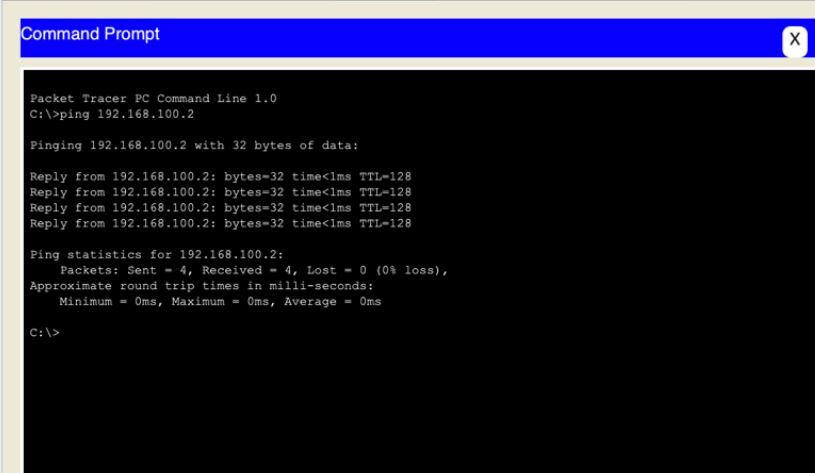 Command Prompt
X
Packet Tracer PC Command Line 1.0
C:\>ping 192.168.100.2
Pinging 192.168.100.2 with 32 bytes of data:
Reply from 192.168.100.2: bytes=32 time<1ms TTL=128
Reply from 192.168.100.2: bytes=32 time<1ms TTL=128
Reply from 192.168.100.2: bytes=32 time<1ms TTL=128
Reply from 192.168.100.2: bytes=32 time<1ms TTL=128
Ping statistics for 192.168.100.2:
Packets: Sent = 4, Received = 4, Lost = 0 (0% loss),
Approximate round trip times in milli-seconds:
Minimum = 0ms, Maximum = 0ms, Average = 0ms
C:\>